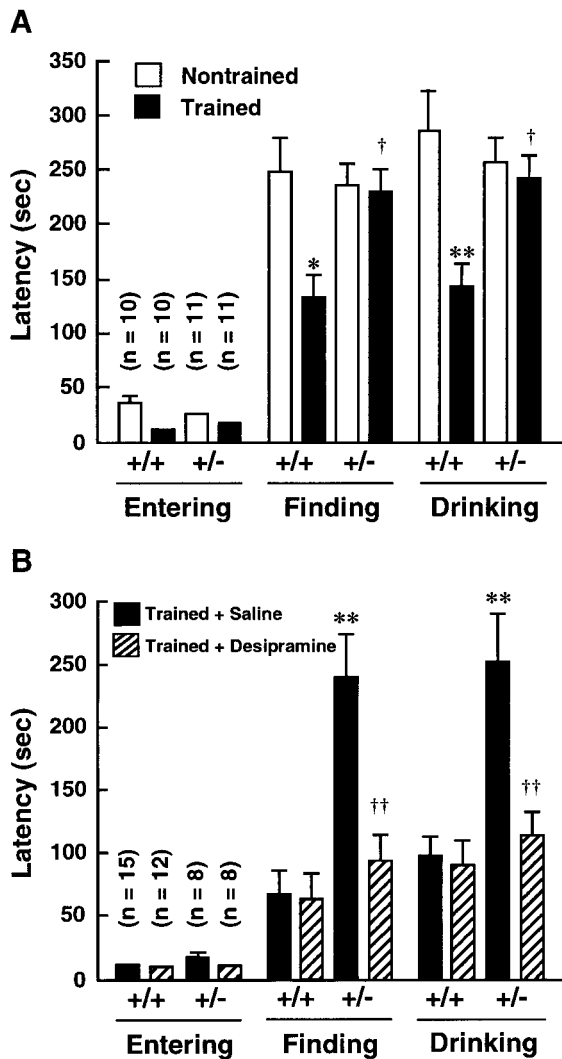 A
Nontrained
Trained
Latency (sec)
350
300
250
200
150
100
50
0
(n = 10)
(n = 10)
(n = 11)
(n = 11)
*
†
**
†
+/+ +/- +/+ +/- +/+ +/-
Entering Finding Drinking
B
Trained + Saline
Trained + Desipramine
Latency (sec)
300
250
200
150
100
50
0
(n = 15)
(n = 12)
(n = 8)
(n = 8)
**
††
**
††
+/+ +/- +/+ +/- +/+ +/-
Entering Finding Drinking